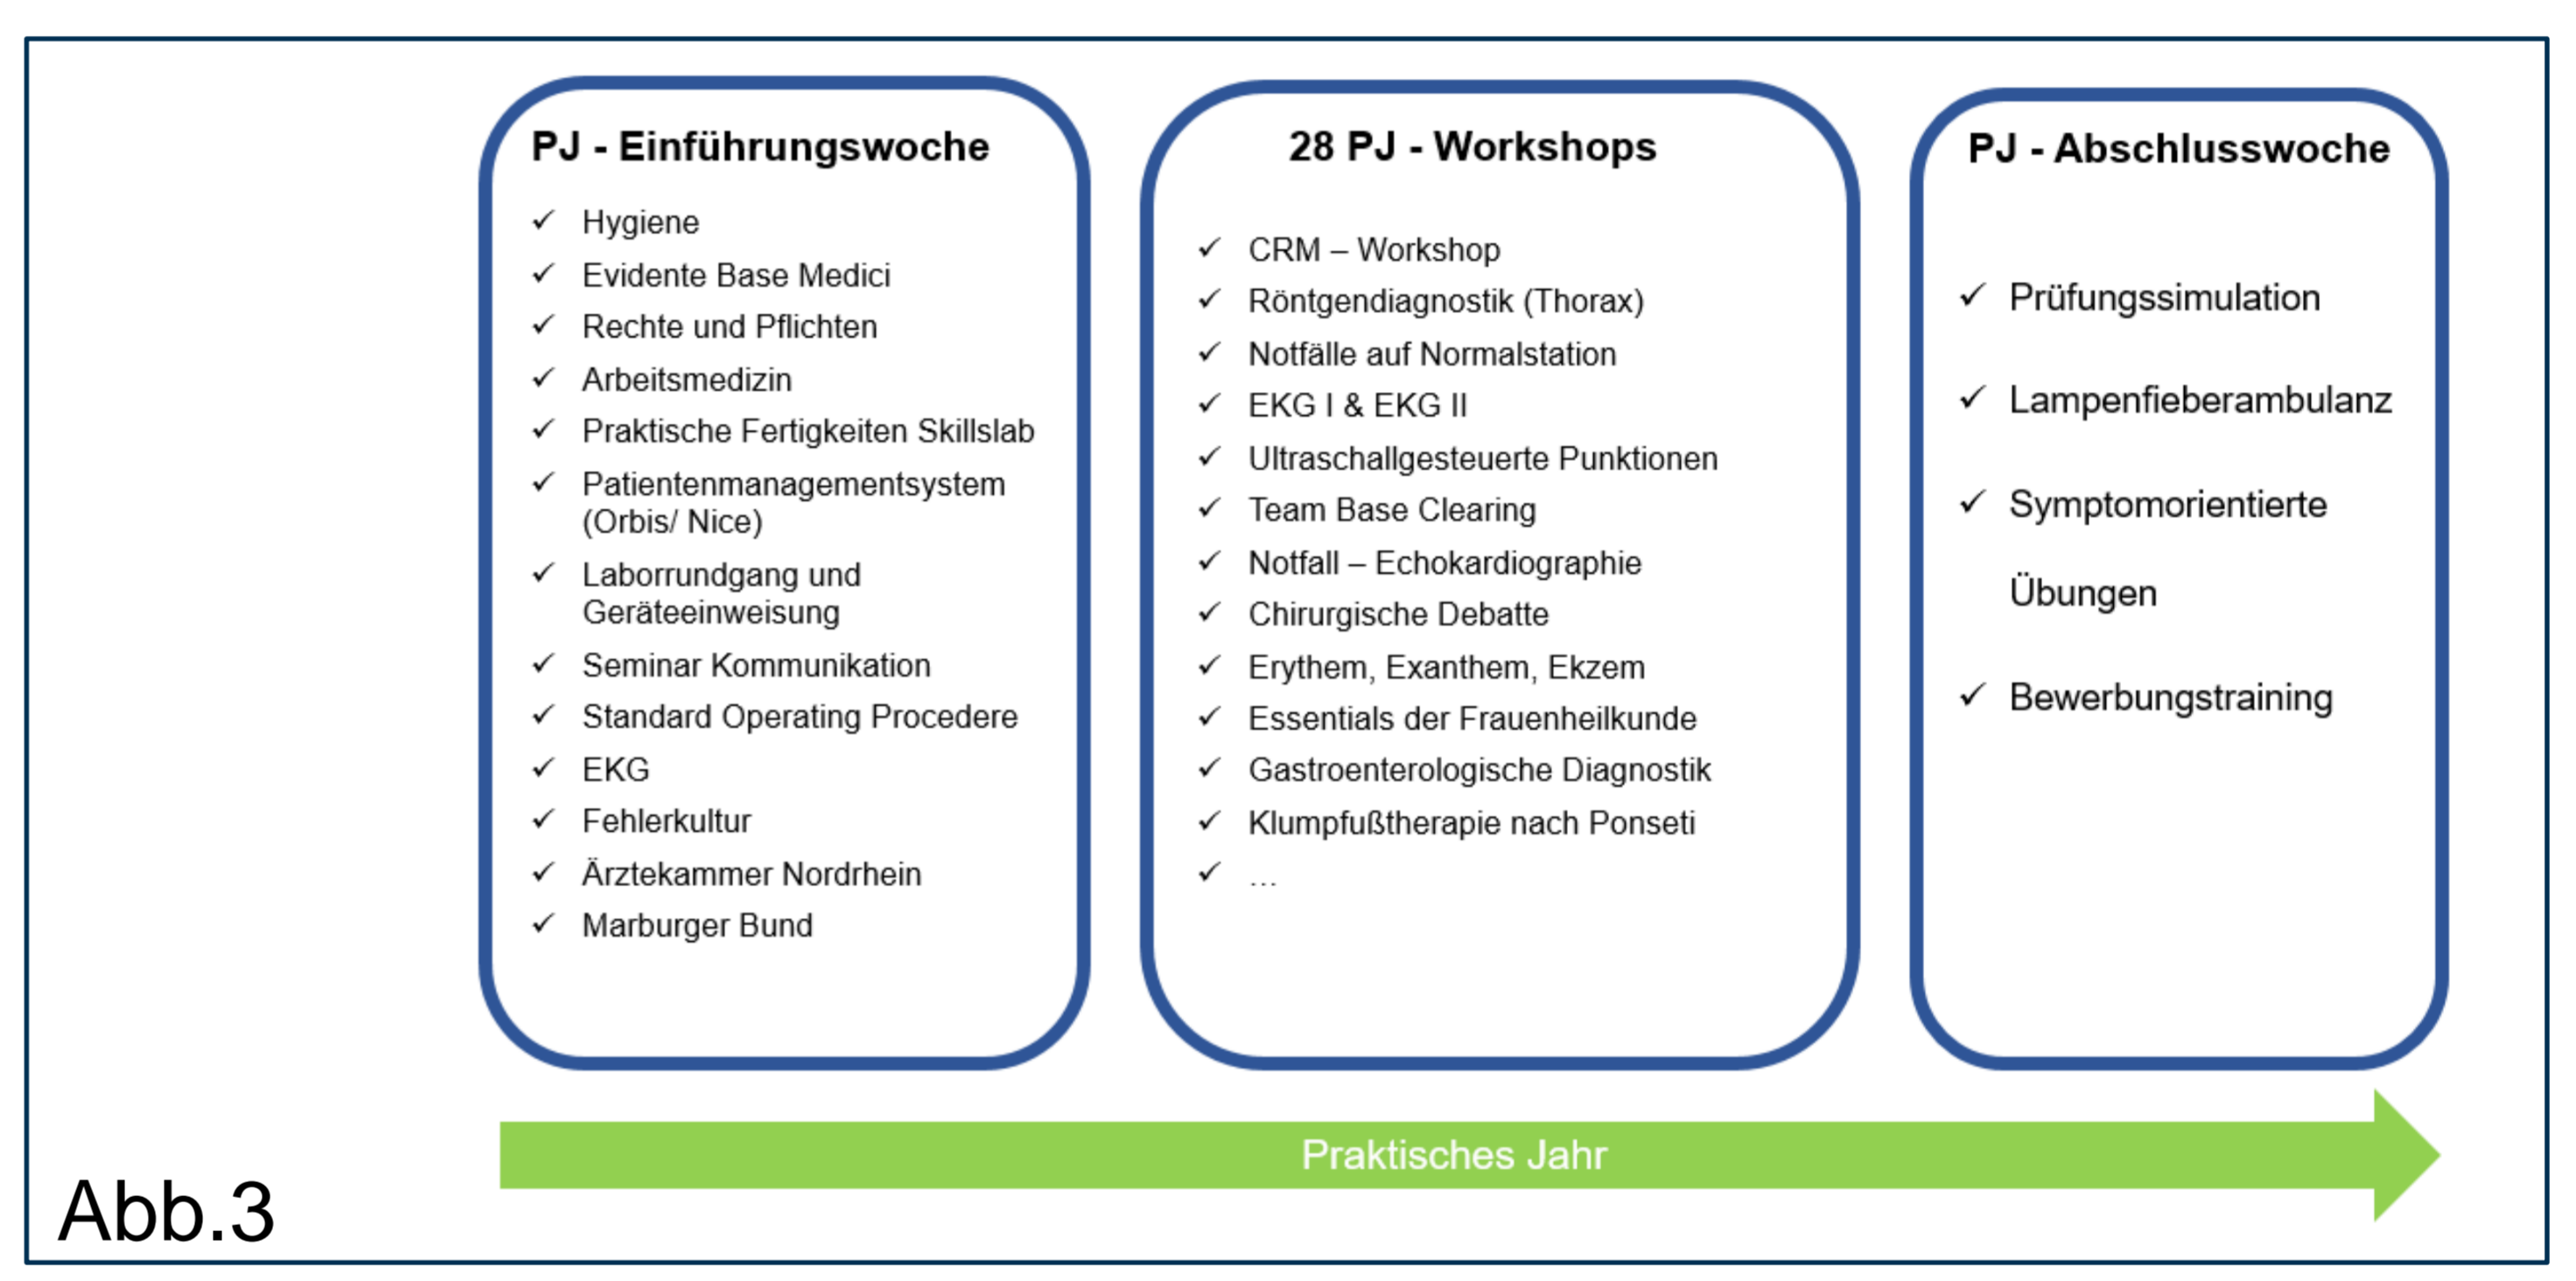 PJ - Einführungswoche
✓ Hygiene
✓ Evidente Base Medici
✓ Rechte und Pflichten
✓ Arbeitsmedizin
✓ Praktische Fertigkeiten Skillslab
✓ Patientenmanagementsystem
(Orbis/ Nice)
✓ Laborrundgang und
Geräteeinweisung
✓ Seminar Kommunikation
✓ Standard Operating Procedere
✓ EKG
✓ Fehlerkultur
✓ Ärztekammer Nordrhein
✓ Marburger Bund
28 PJ - Workshops
✓ CRM – Workshop
✓ Röntgendiagnostik (Thorax)
✓ Notfälle auf Normalstation
✓ EKG I & EKG II
✓ Ultraschallgesteuerte Punktionen
✓ Team Base Clearing
✓ Notfall – Echokardiographie
✓ Chirurgische Debatte
✓ Erythem, Exanthem, Ekzem
✓ Essentials der Frauenheilkunde
✓ Gastroenterologische Diagnostik
✓ Klumpfußtherapie nach Ponseti
✓ ...
PJ - Abschlusswoche
✓ Prüfungssimulation
✓ Lampenfieberambulanz
✓ Symptomorientierte
Übungen
✓ Bewerbungstraining
Praktisches Jahr
Abb.3